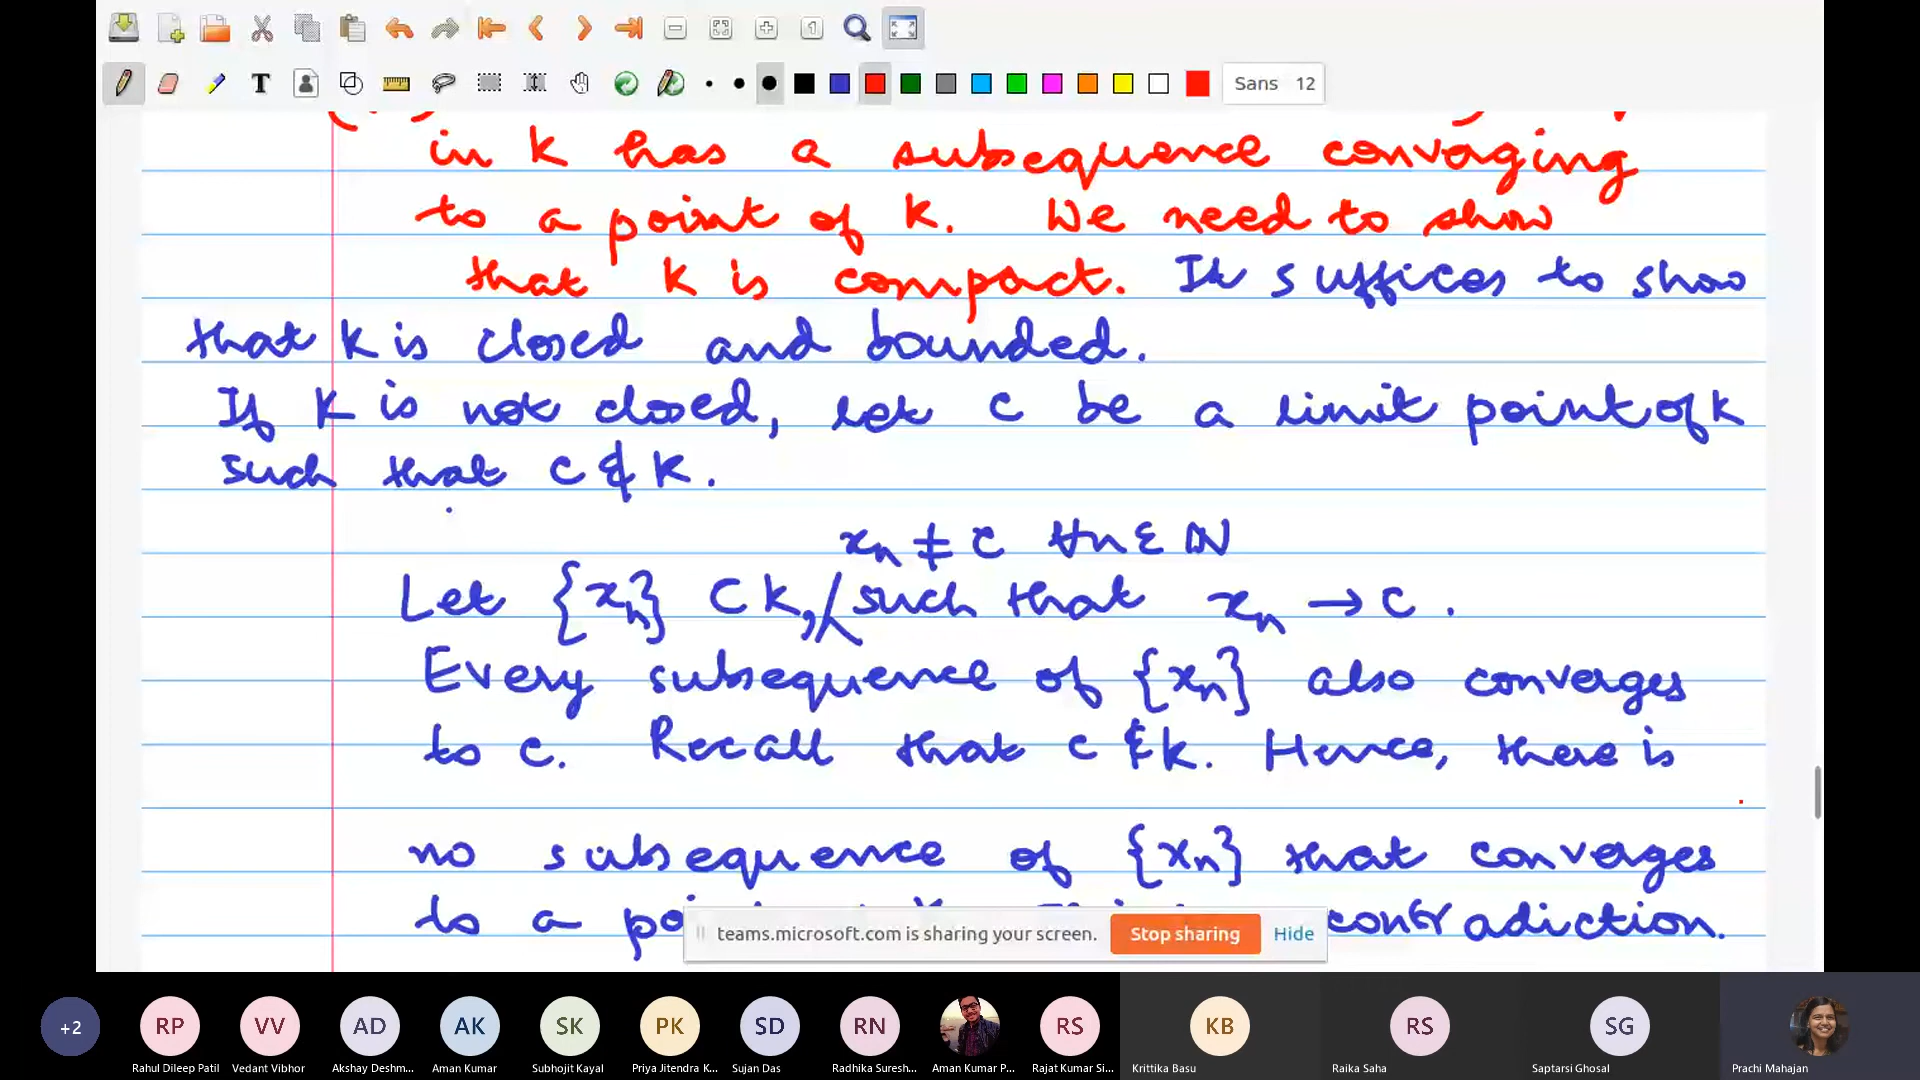 Sans 12
in K has a subsequence converging
to a point of K. We need to show
that K is compact. It suffices to show
that K is closed and bounded.
If K is not closed, let c be a limit point of K
such that c ∉ K.
xₙ ≠ c ∀n ∈ ℕ
Let {xₙ} ⊂ K, / such that xₙ → c.
Every subsequence of {xₙ} also converges
to c. Recall that c ∉ K. Hence, there is
no subsequence of {xₙ} that converges
to a contradiction.
teams.microsoft.com is sharing your screen. Stop sharing Hide
+2 RP VV AD AK SK PK SD RN RS KB RS SG
Rahul Dileep Patil Vedant Vibhor Akshay Deshm... Aman Kumar Subhojit Kayal Priya Jitendra K... Sujan Das Radhika Suresh... Aman Kumar P... Rajat Kumar Si... Krittika Basu Raika Saha Saptarsi Ghosal Prachi Mahajan